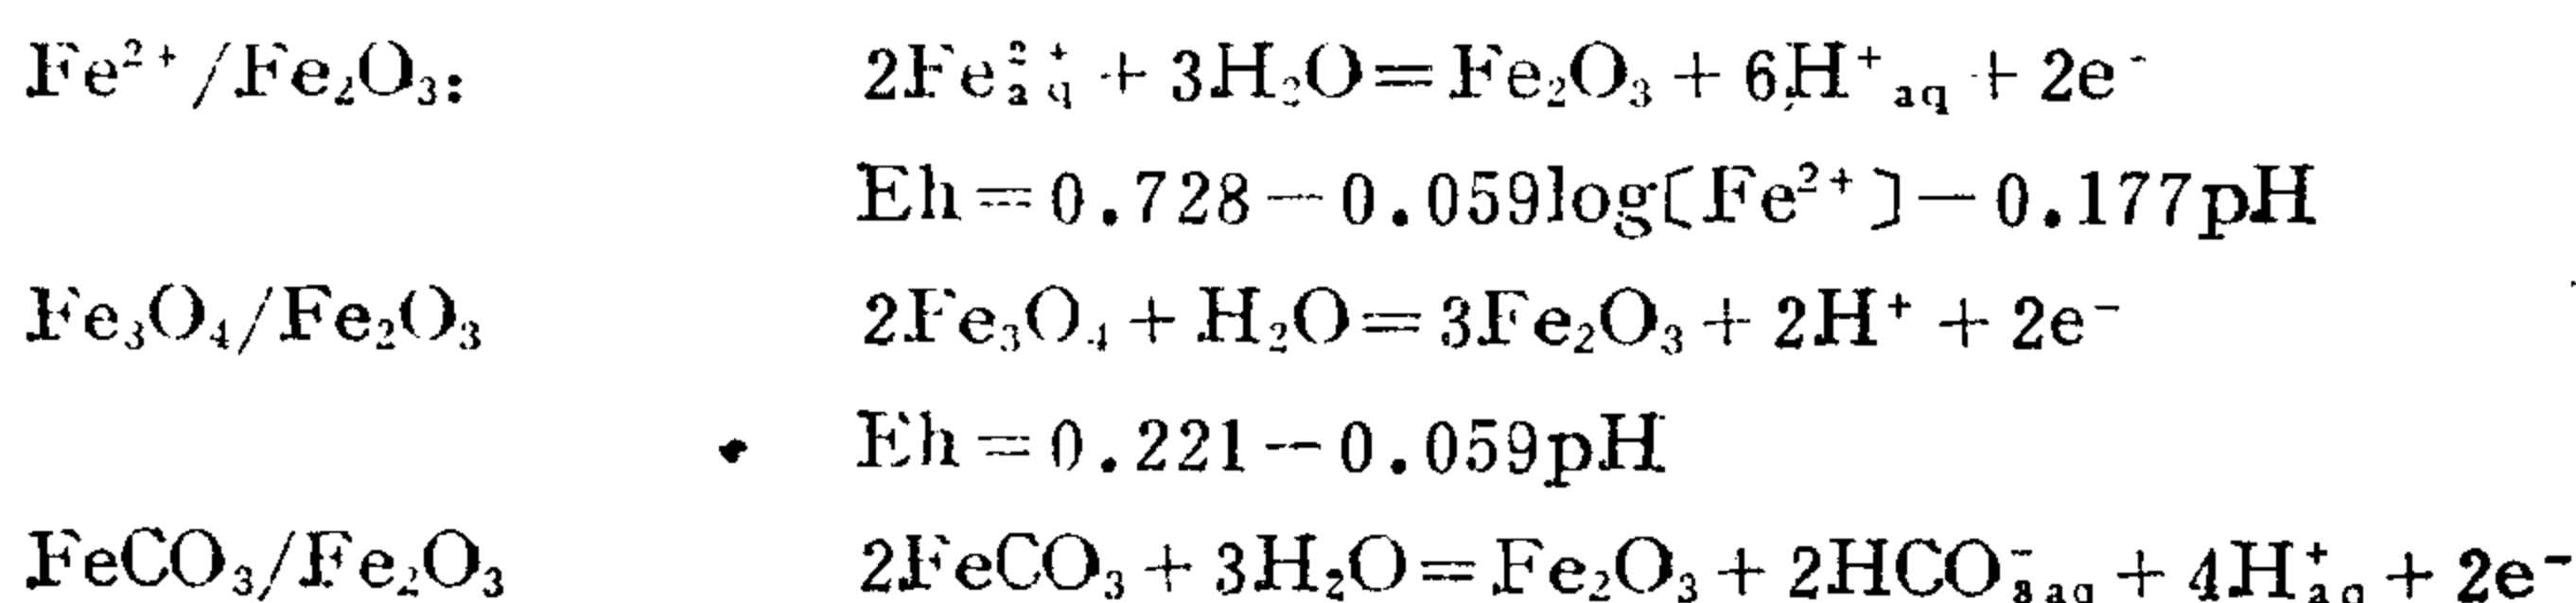 Fe²⁺/Fe₂O₃: 2Fe²⁺aq + 3H₂O = Fe₂O₃ + 6H⁺aq + 2e⁻
Eh = 0.728 — 0.059log〔Fe²⁺〕— 0.177pH
Fe₃O₄/Fe₂O₃ 2Fe₃O₄ + H₂O = 3Fe₂O₃ + 2H⁺ + 2e⁻
Eh = 0.221 — 0.059pH
FeCO₃/Fe₂O₃ 2FeCO₃ + 3H₂O = Fe₂O₃ + 2HCO₃⁻aq + 4H⁺aq + 2e⁻